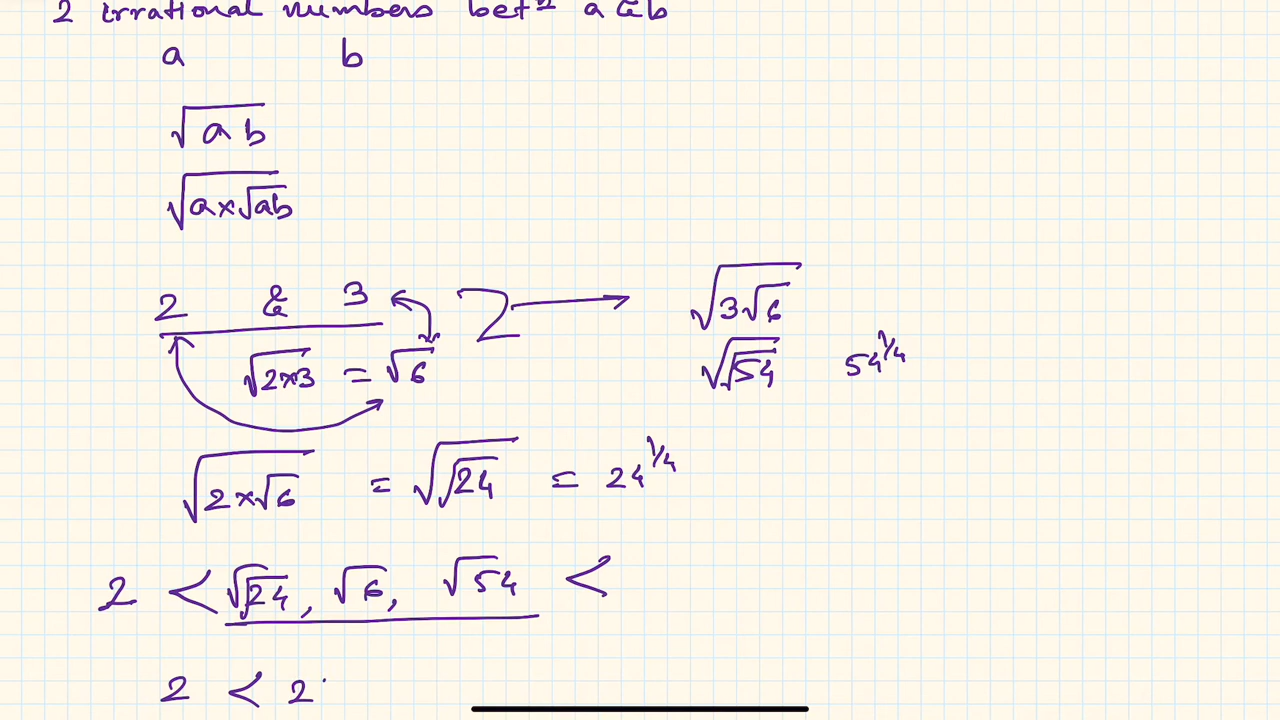 2 irrational numbers betⁿ a & b
a b
√(ab)
√(a×√(ab))
2 & 3 √(3√6)
√(2×3) = √6 √(√54) 54^(1/4)
√(2×√6) = √(√24) = 24^(1/4)
2 < √(√24), √6, √54 <
2 < 2.